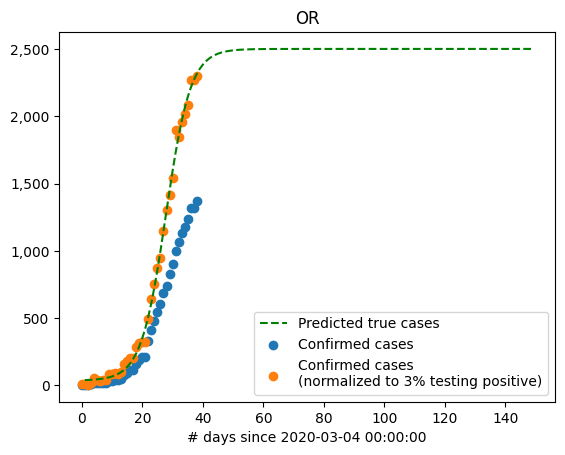 OR
2,500
2,000
1,500
1,000
500
0
Predicted true cases
Confirmed cases
Confirmed cases
(normalized to 3% testing positive)
0 20 40 60 80 100 120 140
# days since 2020-03-04 00:00:00